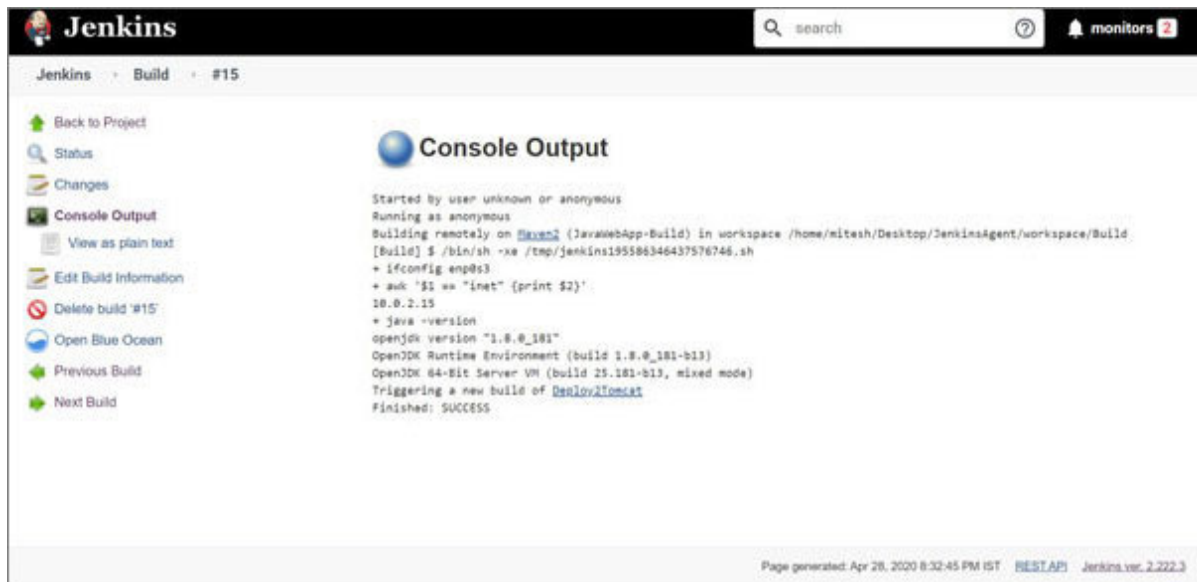 Jenkins
search
monitors 2
Jenkins Build #15
Back to Project
Status
Changes
Console Output
View as plain text
Edit Build Information
Delete build '#15'
Open Blue Ocean
Previous Build
Next Build
Console Output
Started by user unknown or anonymous
Running as anonymous
Building remotely on Maven2 (JavaWebApp-Build) in workspace /home/mitesh/Desktop/JenkinsAgent/workspace/Build
[Build] $ /bin/sh -xe /tmp/jenkins195586346437576746.sh
+ ifconfig enp0s3
+ awk '$1 == "inet" {print $2}'
10.0.2.15
+ java -version
openjdk version "1.8.0_181"
OpenJDK Runtime Environment (build 1.8.0_181-b13)
OpenJDK 64-Bit Server VM (build 25.181-b13, mixed mode)
Triggering a new build of Deploy2Tomcat
Finished: SUCCESS
Page generated: Apr 28, 2020 8:32:45 PM IST REST API Jenkins ver. 2.222.3